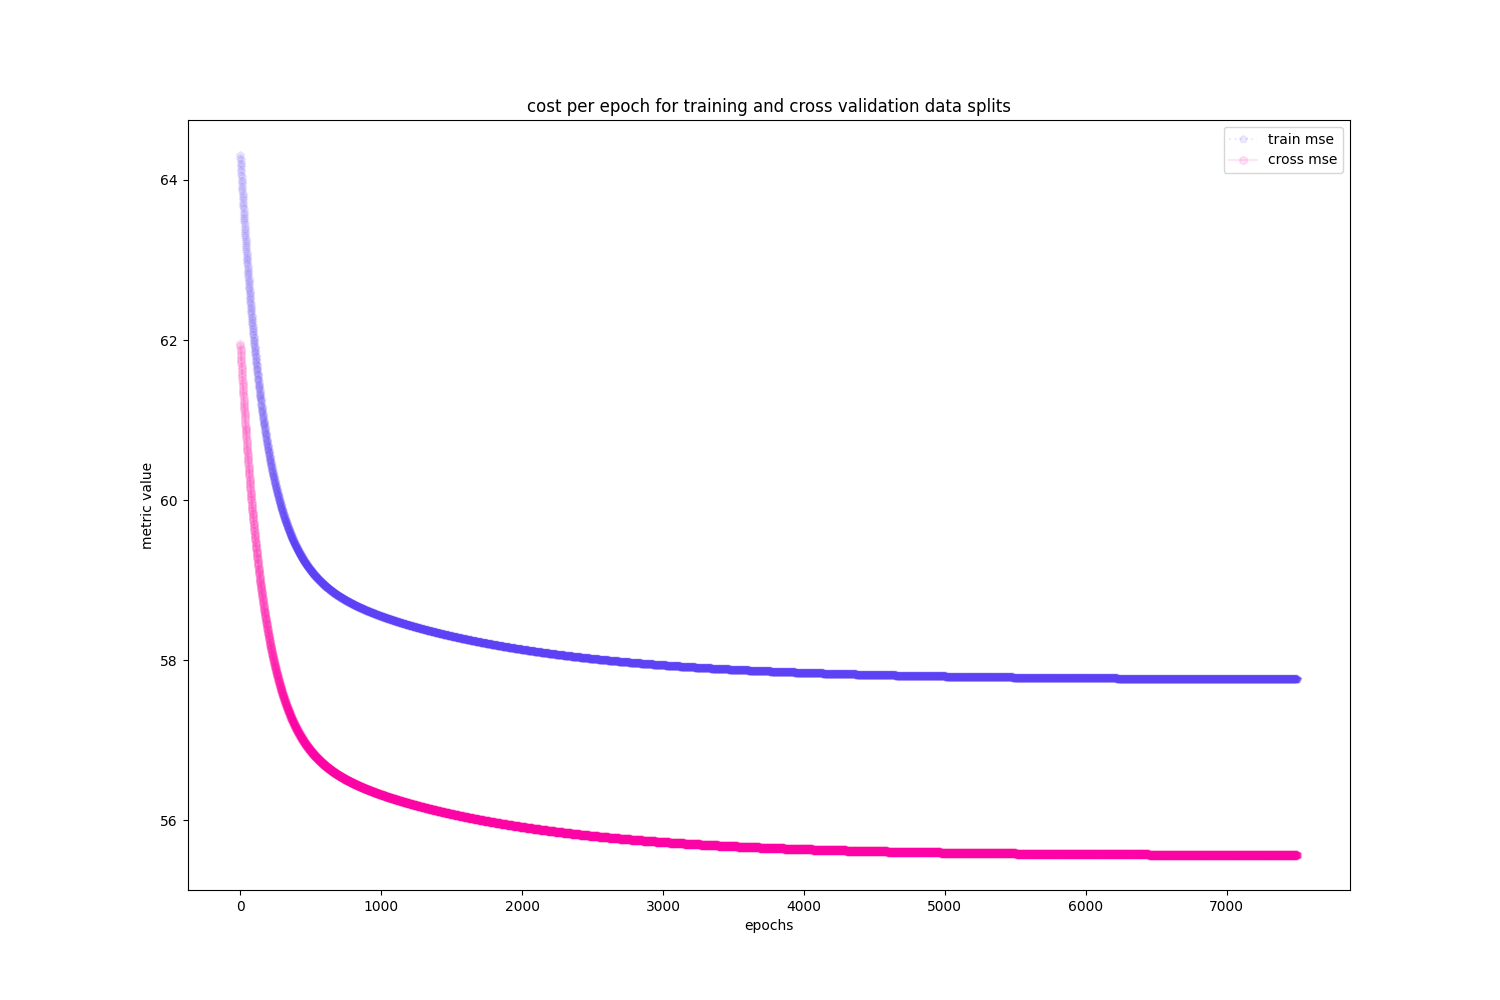 cost per epoch for training and cross validation data splits
train mse
cross mse
metric value
64
62
60
58
56
0 1000 2000 3000 4000 5000 6000 7000
epochs